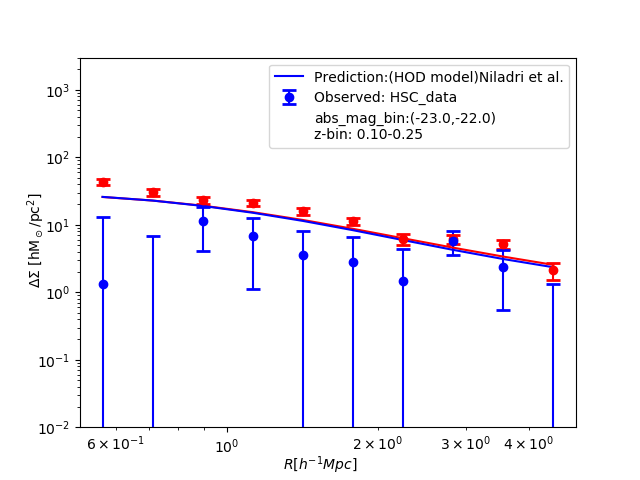 Prediction:(HOD model)Niladri et al.
Observed: HSC_data
abs_mag_bin:(-23.0,-22.0)
z-bin: 0.10-0.25
ΔΣ [hM_⊙/pc²]
10³
10²
10¹
10⁰
10⁻¹
10⁻²
6 × 10⁻¹ 10⁰ 2 × 10⁰ 3 × 10⁰ 4 × 10⁰
R[h⁻¹Mpc]